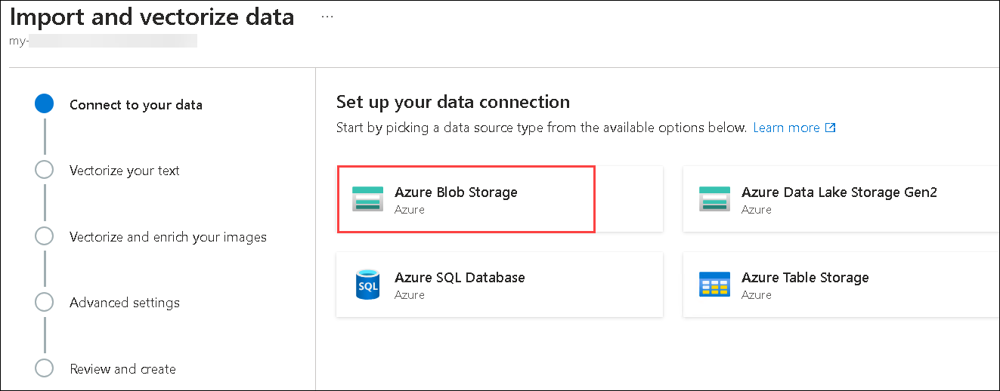 Import and vectorize data ...
my-
Connect to your data
Vectorize your text
Vectorize and enrich your images
Advanced settings
Review and create
Set up your data connection
Start by picking a data source type from the available options below. Learn more
Azure Blob Storage
Azure
Azure Data Lake Storage Gen2
Azure
SQL
Azure SQL Database
Azure
Azure Table Storage
Azure